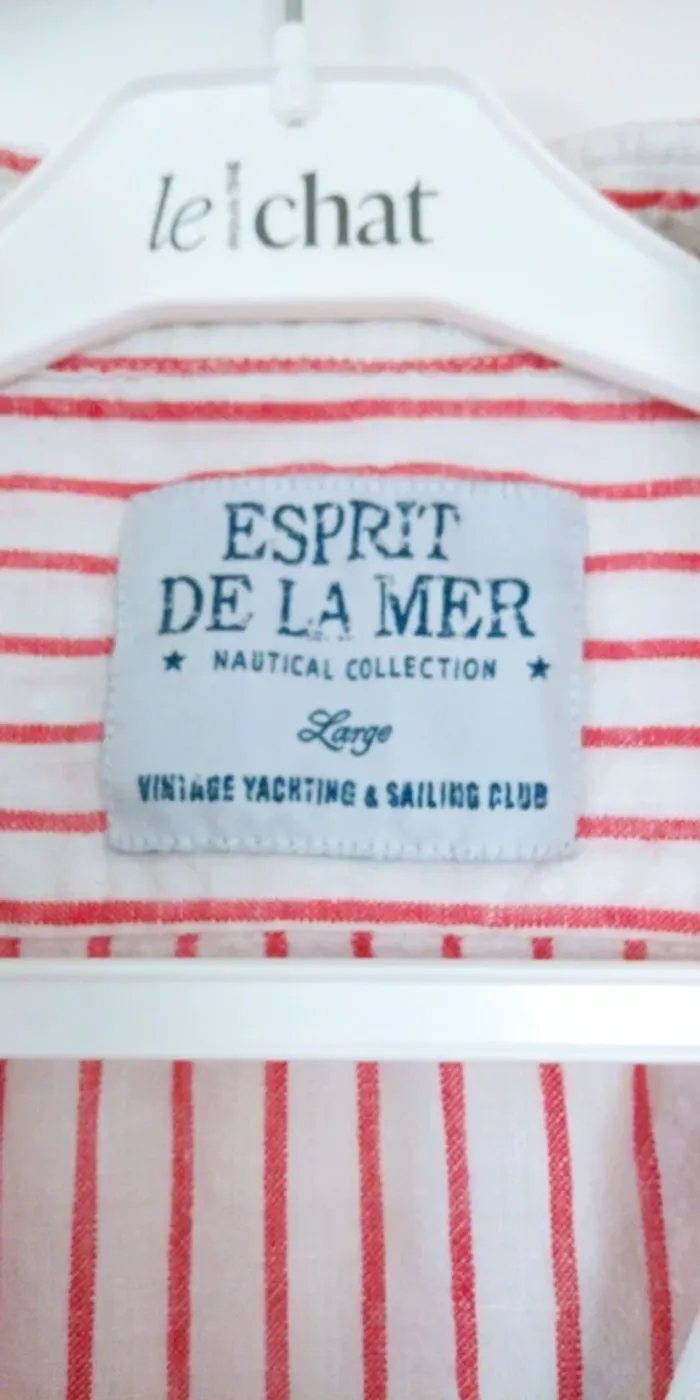 le chat
ESPRIT
DE LA MER
★ NAUTICAL COLLECTION ★
Large
VINTAGE YACHTING & SAILING CLUB